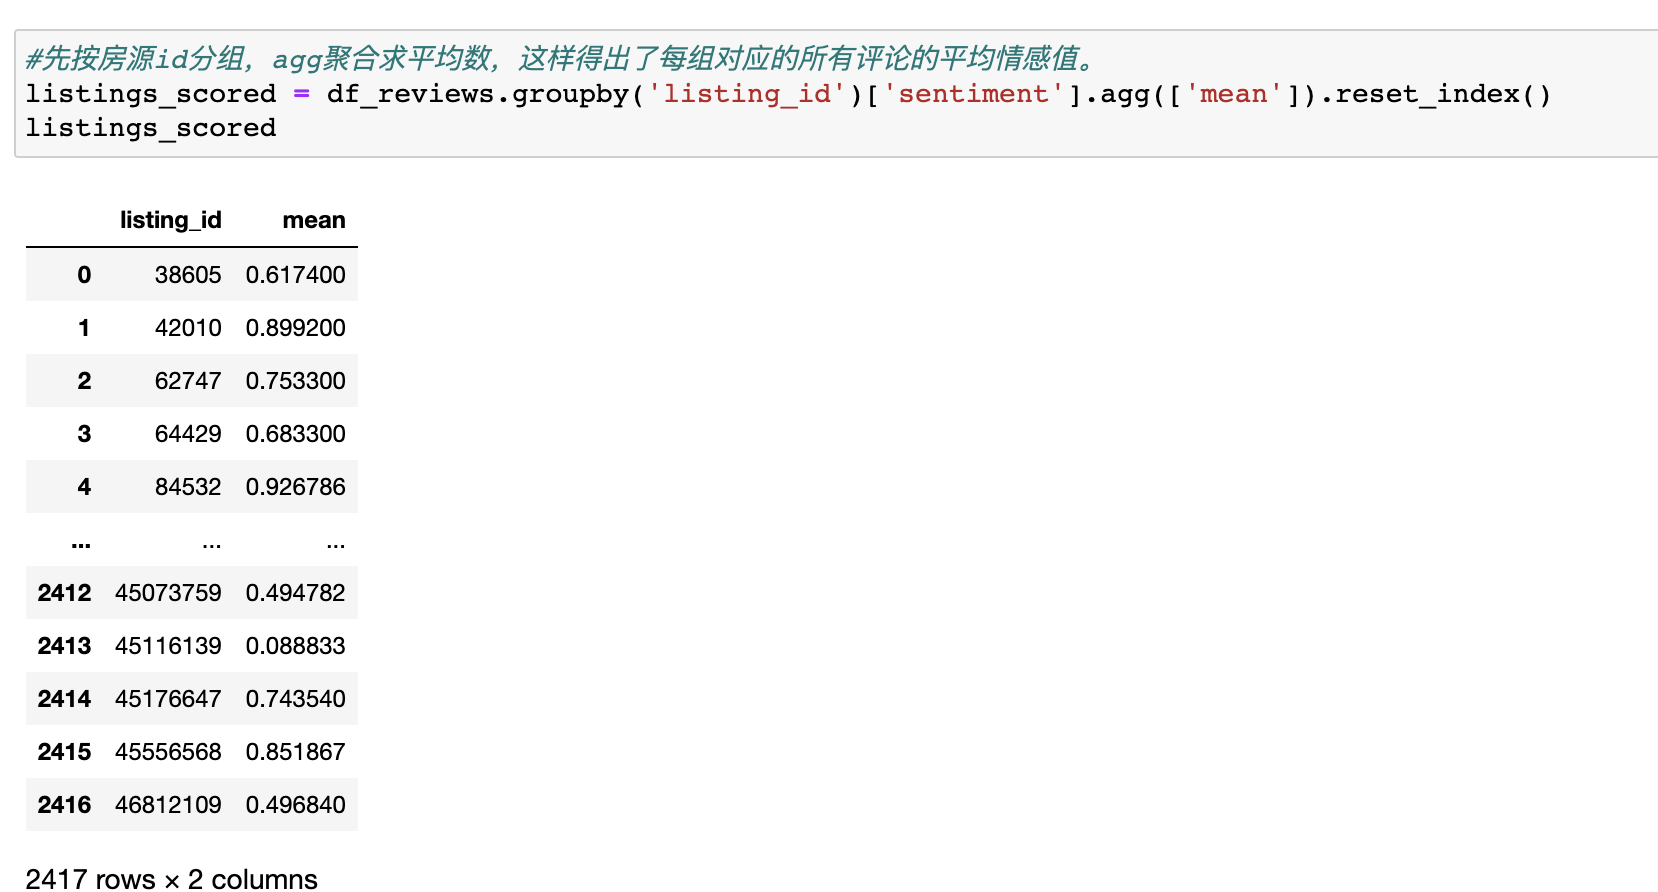 #先按房源id分组，agg聚合求平均数，这样得出了每组对应的所有评论的平均情感值。
listings_scored = df_reviews.groupby('listing_id')['sentiment'].agg(['mean']).reset_index()
listings_scored
listing_id mean
0 38605 0.617400
1 42010 0.899200
2 62747 0.753300
3 64429 0.683300
4 84532 0.926786
... ... ...
2412 45073759 0.494782
2413 45116139 0.088833
2414 45176647 0.743540
2415 45556568 0.851867
2416 46812109 0.496840
2417 rows × 2 columns